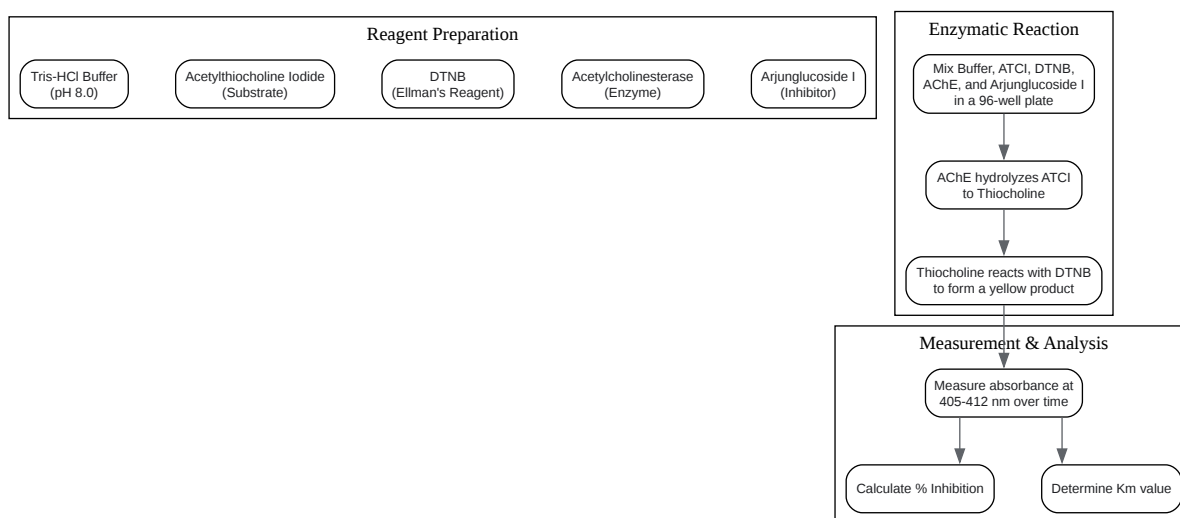 Reagent Preparation
Tris-HCl Buffer
(pH 8.0)
Acetylthiocholine Iodide
(Substrate)
DTNB
(Ellman's Reagent)
Acetylcholinesterase
(Enzyme)
Arjunglucoside I
(Inhibitor)
Enzymatic Reaction
Mix Buffer, ATCI, DTNB,
AChE, and Arjunglucoside I
in a 96-well plate
AChE hydrolyzes ATCI
to Thiocholine
Thiocholine reacts with DTNB
to form a yellow product
Measurement & Analysis
Measure absorbance at
405-412 nm over time
Calculate % Inhibition
Determine Km value